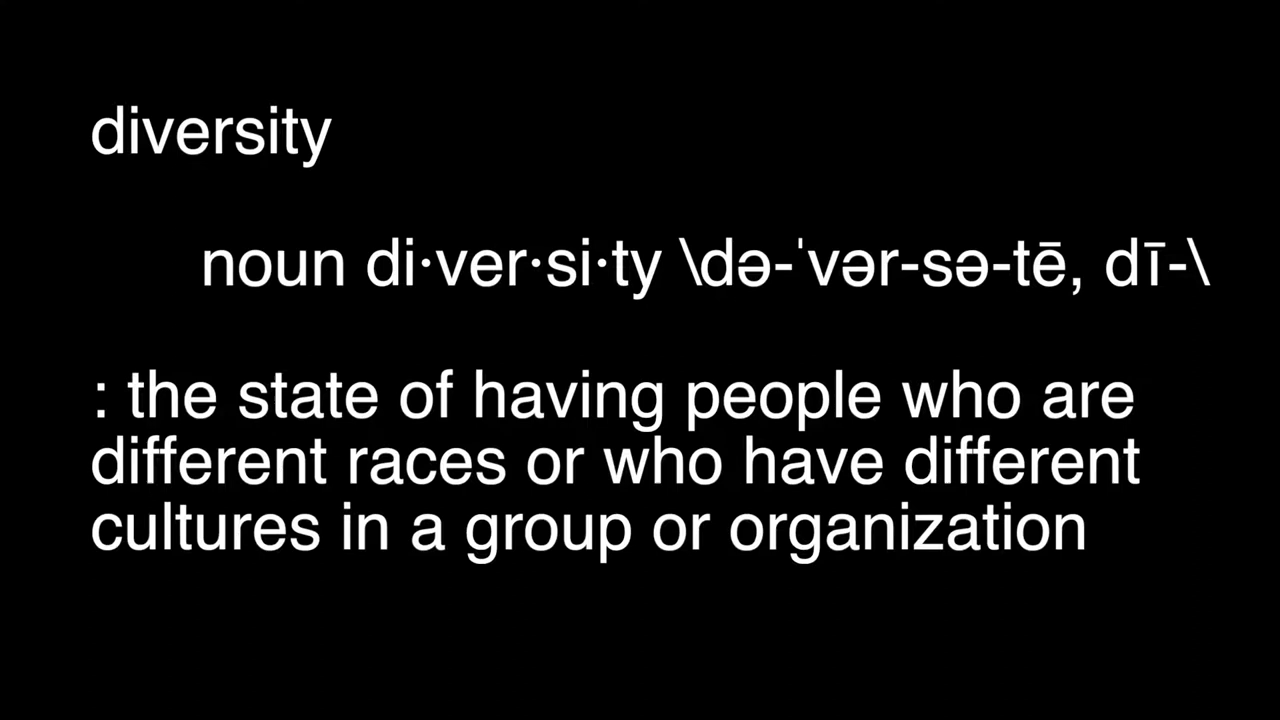 diversity
noun di·ver·si·ty \də-ˈvər-sə-tē, dī-\
: the state of having people who are
different races or who have different
cultures in a group or organization